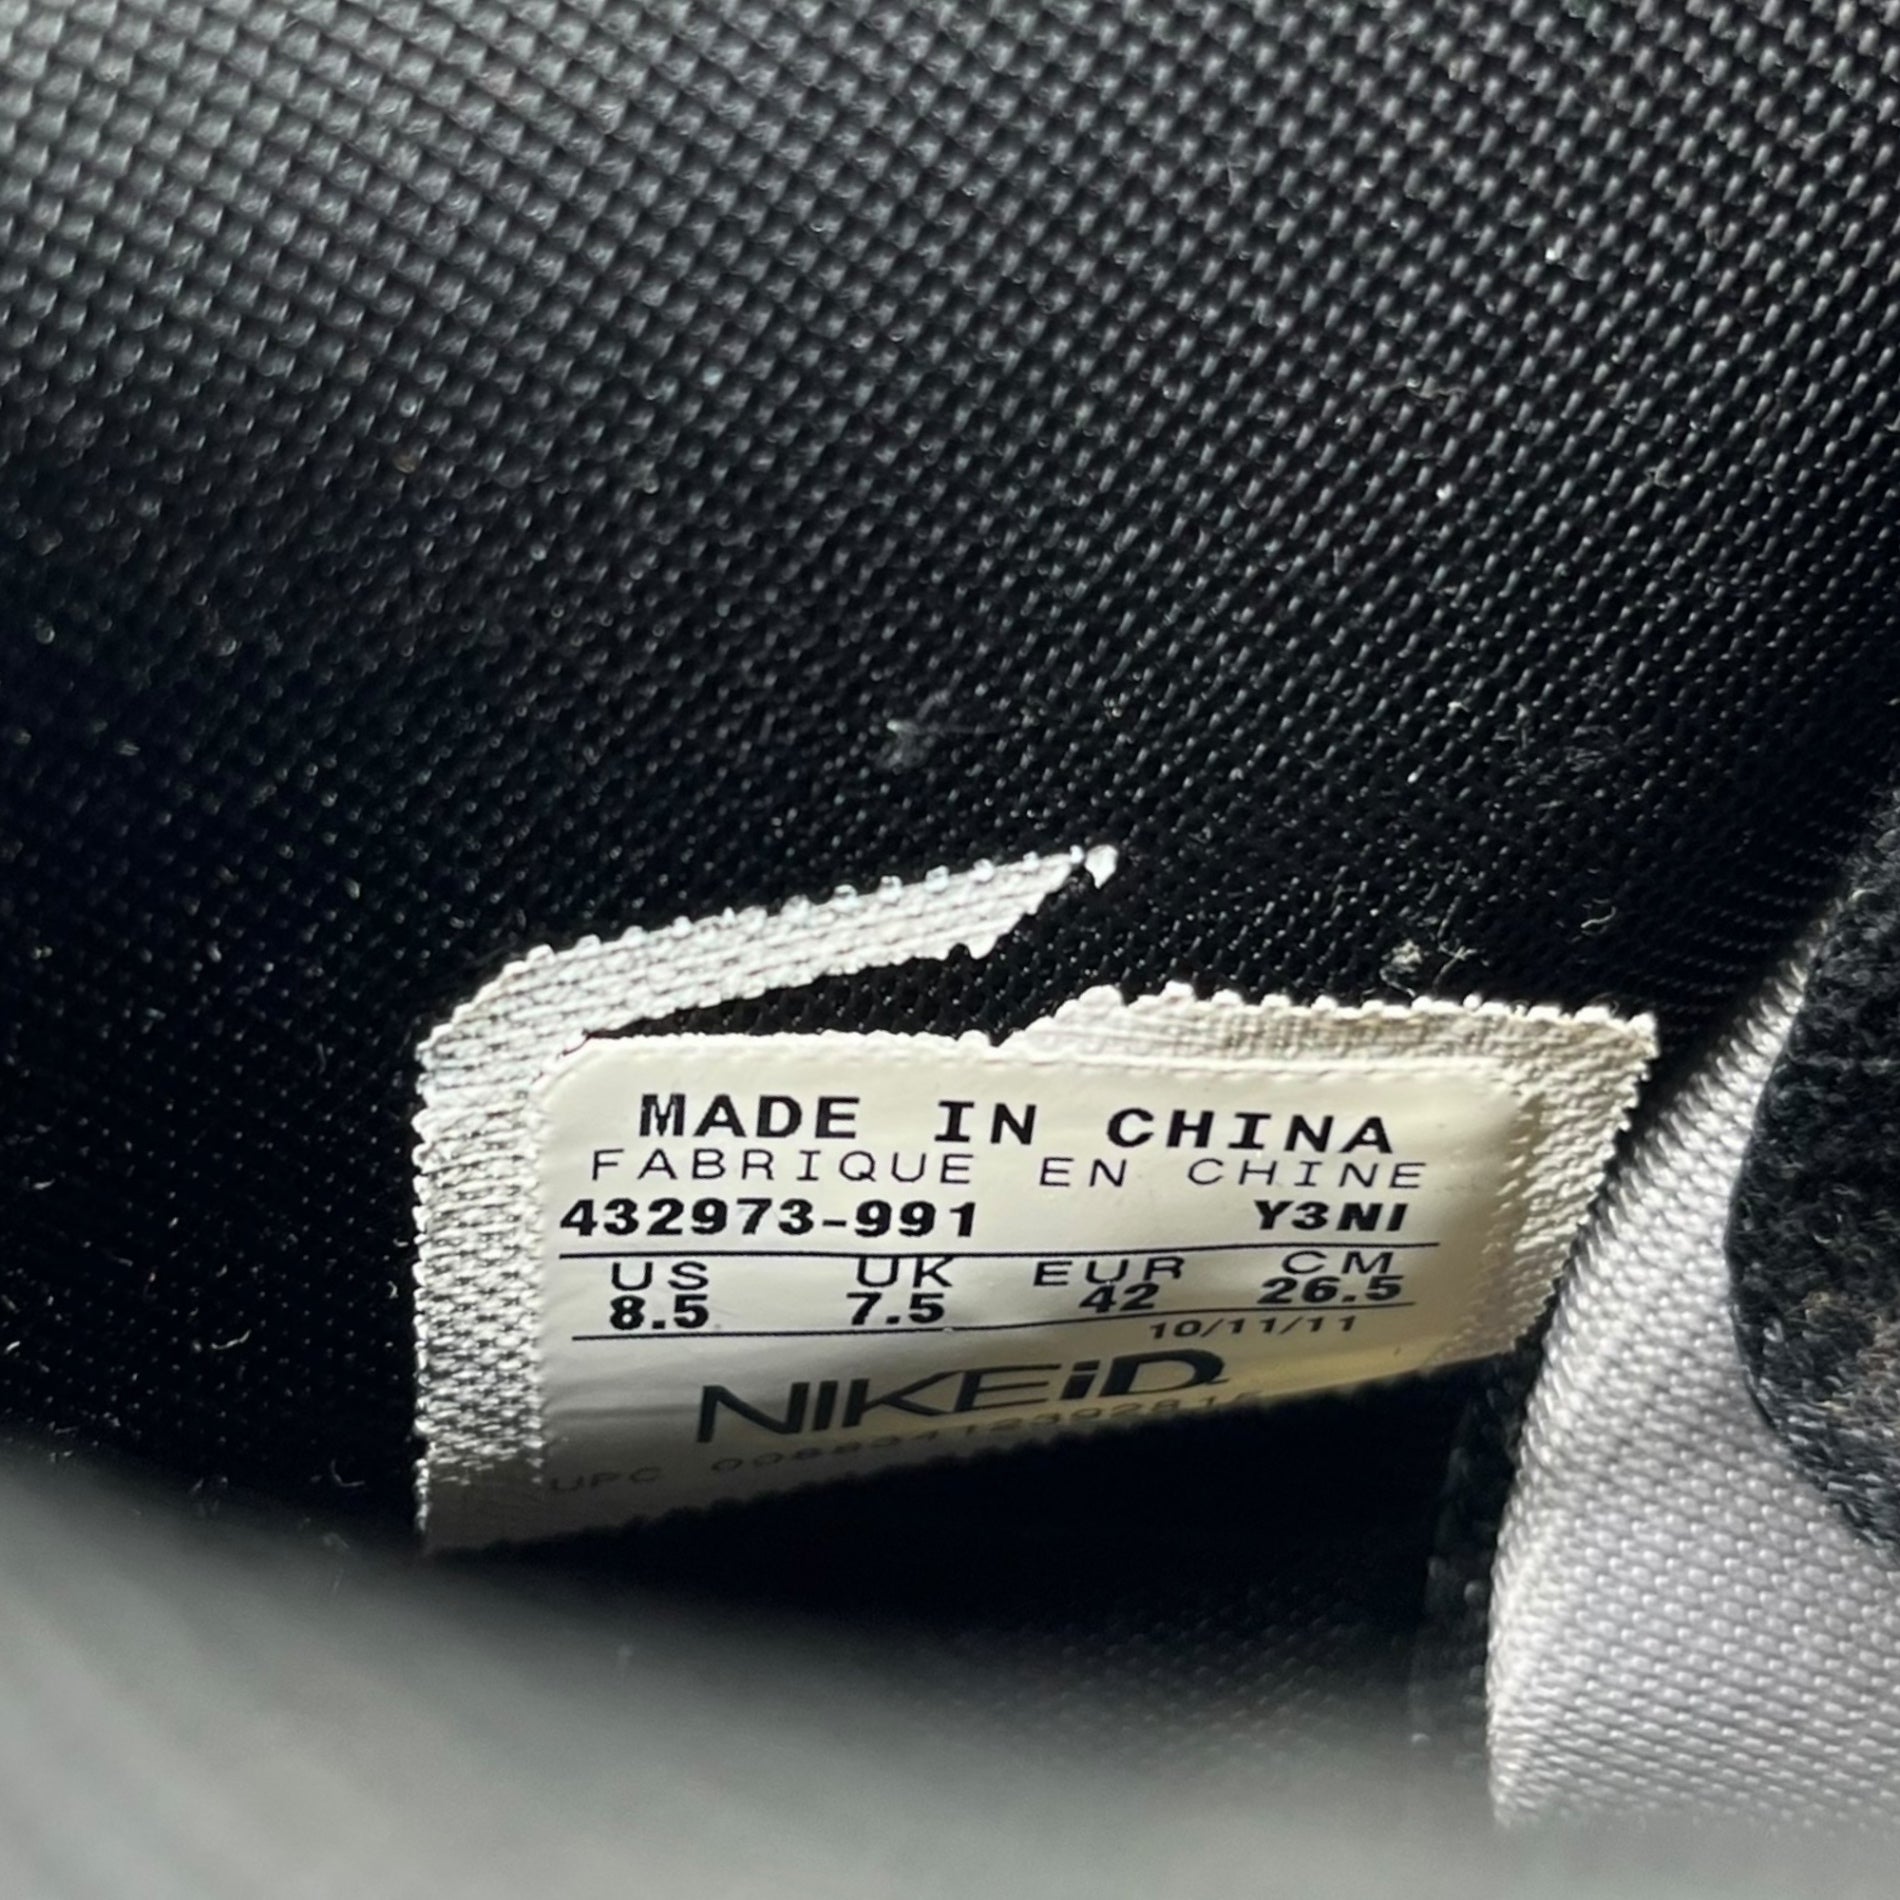 MADE IN CHINA
FABRIQUE EN CHINE
432973-991 Y3NI
US UK EUR CM
8.5 7.5 42 26.5
10/11/11
NIKEiD
UPC